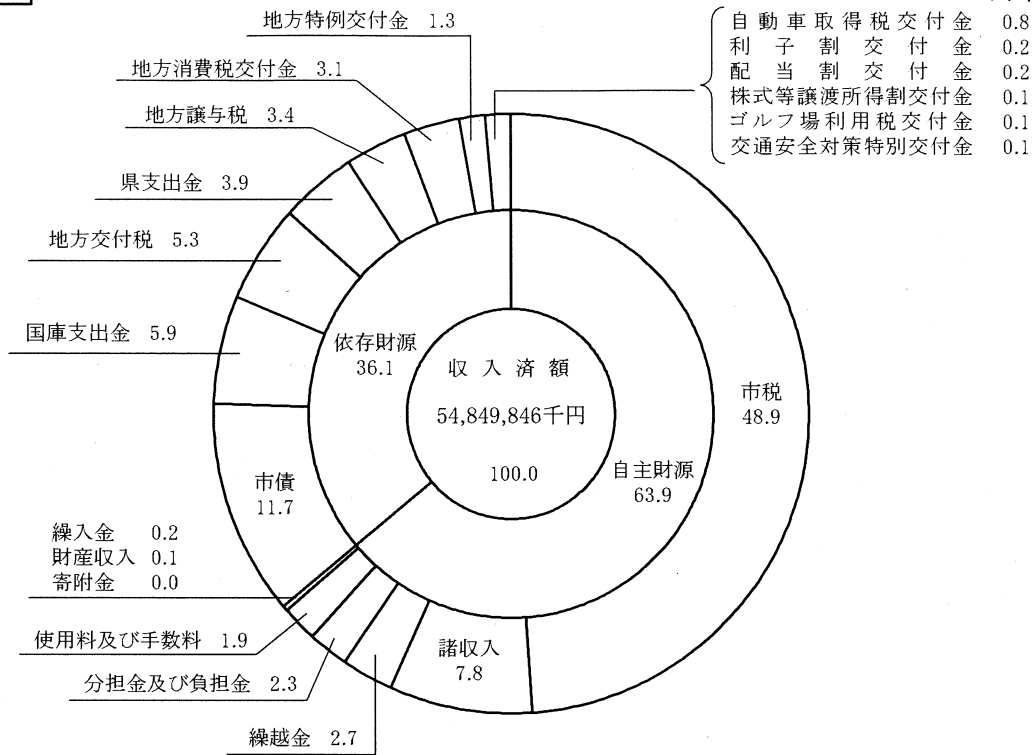 地方特例交付金 1.3
自動車取得税交付金 0.8
利子割交付金 0.2
配当割交付金 0.2
株式等譲渡所得割交付金 0.1
ゴルフ場利用税交付金 0.1
交通安全対策特別交付金 0.1
地方消費税交付金 3.1
地方譲与税 3.4
県支出金 3.9
地方交付税 5.3
国庫支出金 5.9
依存財源
36.1
収入済額
54,849,846千円
100.0
自主財源
63.9
市税
48.9
市債
11.7
繰入金 0.2
財産収入 0.1
寄附金 0.0
使用料及び手数料 1.9
分担金及び負担金 2.3
繰越金 2.7
諸収入
7.8